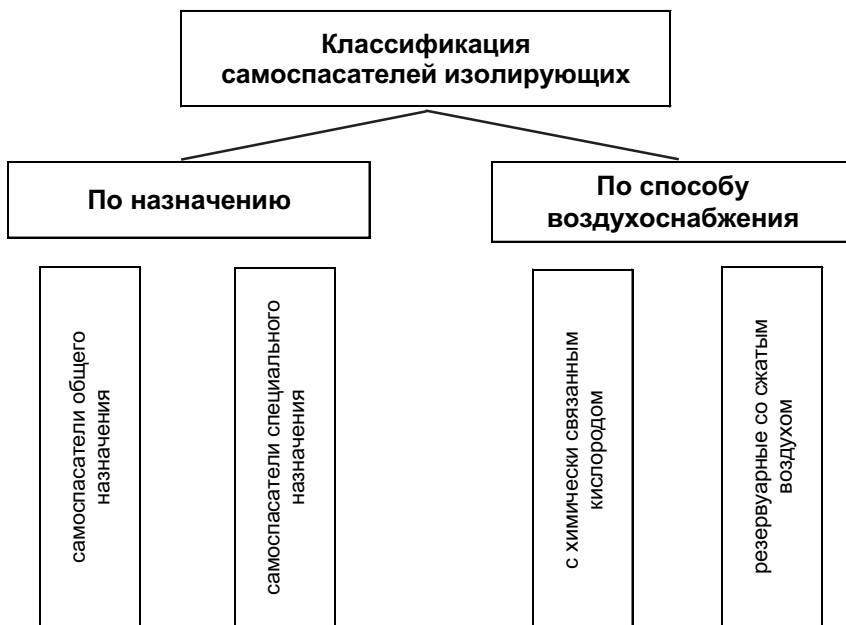 Классификация
самоспасателей изолирующих
По назначению
По способу
воздухоснабжения
самоспасатели общего
назначения
самоспасатели специального
назначения
с химически связанным
кислородом
резервуарные со сжатым
воздухом